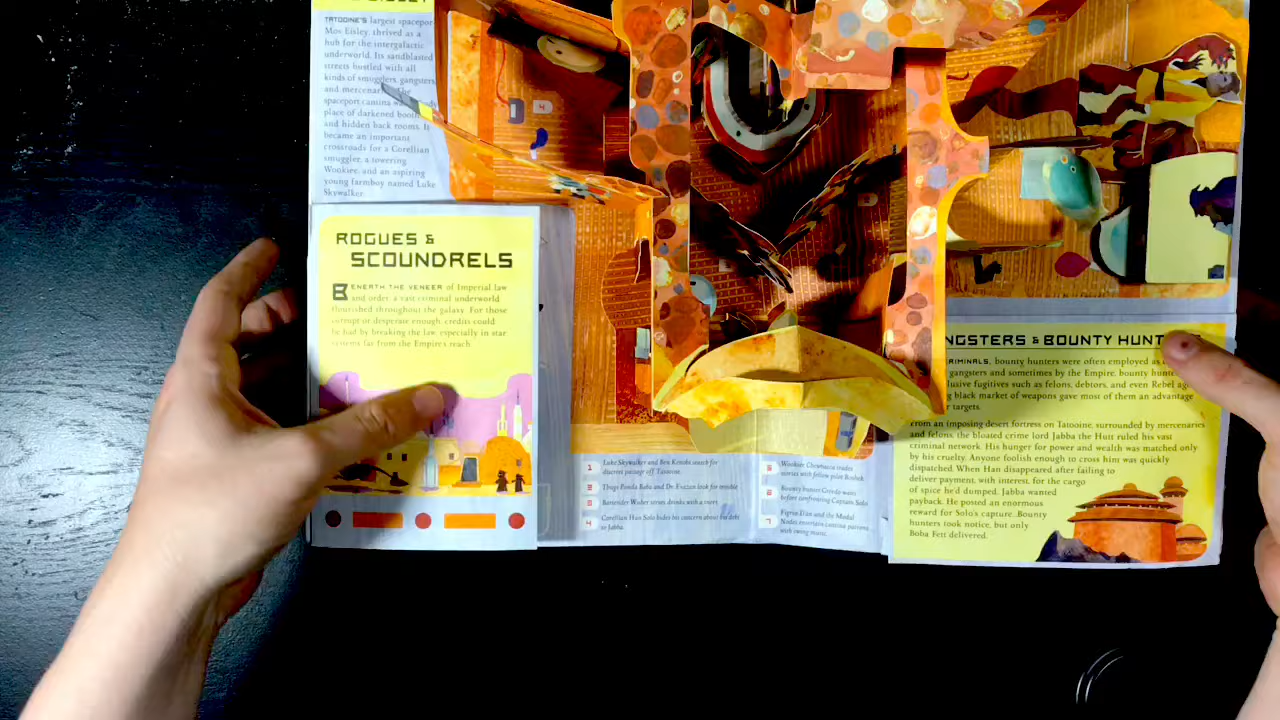 TATOOINE'S largest spaceport
Mos Eisley, thrived as a
hub for the intergalactic
underworld. Its sandblasted
streets bustled with all
kinds of smugglers, gangsters
and mercenaries. The
spaceport cantina was
place of darkened booths
and hidden back rooms. It
became an important
crossroads for a Corellian
smuggler, a towering
Wookiee, and an aspiring
young farmboy named Luke
Skywalker.
ROGUES &
SCOUNDRELS
BENEATH THE VENEER of Imperial law
and order, a vast criminal underworld
flourished throughout the galaxy. For those
corrupt or desperate enough, credits could
be had by breaking the law, especially in star
systems far from the Empire's reach.
4
1 Luke Skywalker and Ben Kenobi search for
discreet passage off Tatooine.
2 Thugs Ponda Baba and Dr. Evazan look for trouble
3 Bartender Wuher serves drinks with a sneer.
4 Corellian Han Solo hides his concern about his debt
to Jabba.
5 Wookiee Chewbacca trades
stories with fellow pilot Boshek.
6 Bounty hunter Greedo waits
before confronting Captain Solo.
7 Figrin D'an and the Modal
Nodes entertain cantina patrons
with swing music.
NGSTERS & BOUNTY HUNT
RIMINALS, bounty hunters were often employed as
gangsters and sometimes by the Empire. bounty hunte
lusive fugitives such as felons, debtors, and even Rebel ag
ng black market of weapons gave most of them an advantage
r targets.
From an imposing desert fortress on Tatooine, surrounded by mercenaries
and felons, the bloated crime lord Jabba the Hutt ruled his vast
criminal network. His hunger for power and wealth was matched only
by his cruelty. Anyone foolish enough to cross him was quickly
dispatched. When Han disappeared after failing to
deliver payment, with interest, for the cargo
of spice he'd dumped, Jabba wanted
payback. He posted an enormous
reward for Solo's capture. Bounty
hunters took notice, but only
Boba Fett delivered.